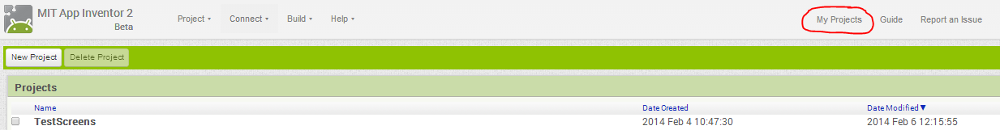 MIT App Inventor 2
Beta
Project Connect Build Help My Projects Guide Report an Issue
New Project Delete Project
Projects
Name Date Created Date Modified
TestScreens 2014 Feb 4 10:47:30 2014 Feb 6 12:15:55